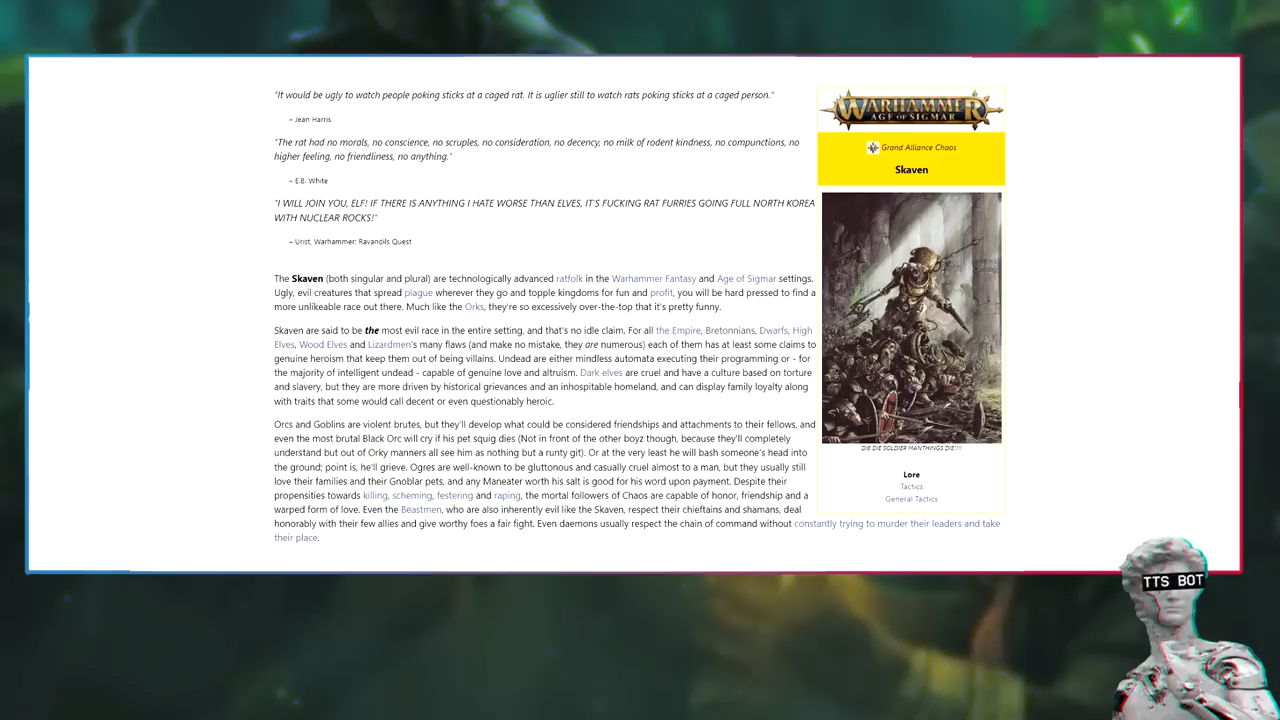 "It would be ugly to watch people poking sticks at a caged rat. It is uglier still to watch rats poking sticks at a caged person."
– Jean Harris
"The rat had no morals, no conscience, no scruples, no consideration, no decency, no milk of rodent kindness, no compunctions, no
higher feeling, no friendliness, no anything."
– E.B. White
"I WILL JOIN YOU, ELF! IF THERE IS ANYTHING I HATE WORSE THAN ELVES, IT'S FUCKING RAT FURRIES GOING FULL NORTH KOREA
WITH NUCLEAR ROCKS!"
– Urist, Warhammer: Ravandils Quest
The Skaven (both singular and plural) are technologically advanced ratfolk in the Warhammer Fantasy and Age of Sigmar settings.
Ugly, evil creatures that spread plague wherever they go and topple kingdoms for fun and profit, you will be hard pressed to find a
more unlikeable race out there. Much like the Orks, they're so excessively over-the-top that it's pretty funny.
Skaven are said to be the most evil race in the entire setting, and that's no idle claim. For all the Empire, Bretonnians, Dwarfs, High
Elves, Wood Elves and Lizardmen's many flaws (and make no mistake, they are numerous) each of them has at least some claims to
genuine heroism that keep them out of being villains. Undead are either mindless automata executing their programming or - for
the majority of intelligent undead - capable of genuine love and altruism. Dark elves are cruel and have a culture based on torture
and slavery, but they are more driven by historical grievances and an inhospitable homeland, and can display family loyalty along
with traits that some would call decent or even questionably heroic.
Orcs and Goblins are violent brutes, but they'll develop what could be considered friendships and attachments to their fellows, and
even the most brutal Black Orc will cry if his pet squig dies (Not in front of the other boyz though, because they'll completely
understand but out of Orky manners all see him as nothing but a runty git). Or at the very least he will bash someone's head into
the ground; point is, he'll grieve. Ogres are well-known to be gluttonous and casually cruel almost to a man, but they usually still
love their families and their Gnoblar pets, and any Maneater worth his salt is good for his word upon payment. Despite their
propensities towards killing, scheming, festering and raping, the mortal followers of Chaos are capable of honor, friendship and a
warped form of love. Even the Beastmen, who are also inherently evil like the Skaven, respect their chieftains and shamans, deal
honorably with their few allies and give worthy foes a fair fight. Even daemons usually respect the chain of command without constantly trying to murder their leaders and take
their place.
WARHAMMER
AGE OF SIGMAR
Grand Alliance Chaos
Skaven
DIE DIE SOLDIER MANTHINGS DIE!!!!
Lore
Tactics
General Tactics
TTS BOT